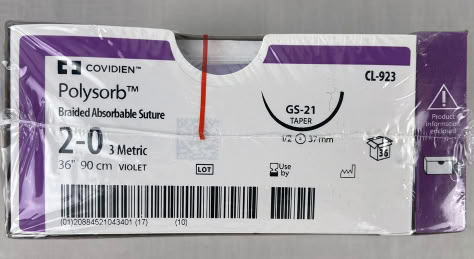 COVIDIEN™
CL-923
Polysorb™
Braided Absorbable Suture
GS-21
TAPER
2-0 3 Metric
1/2 37 mm
36" 90 cm VIOLET
LOT
Use by
36
Product information enclosed
(01)20884521043401 (17) (10)